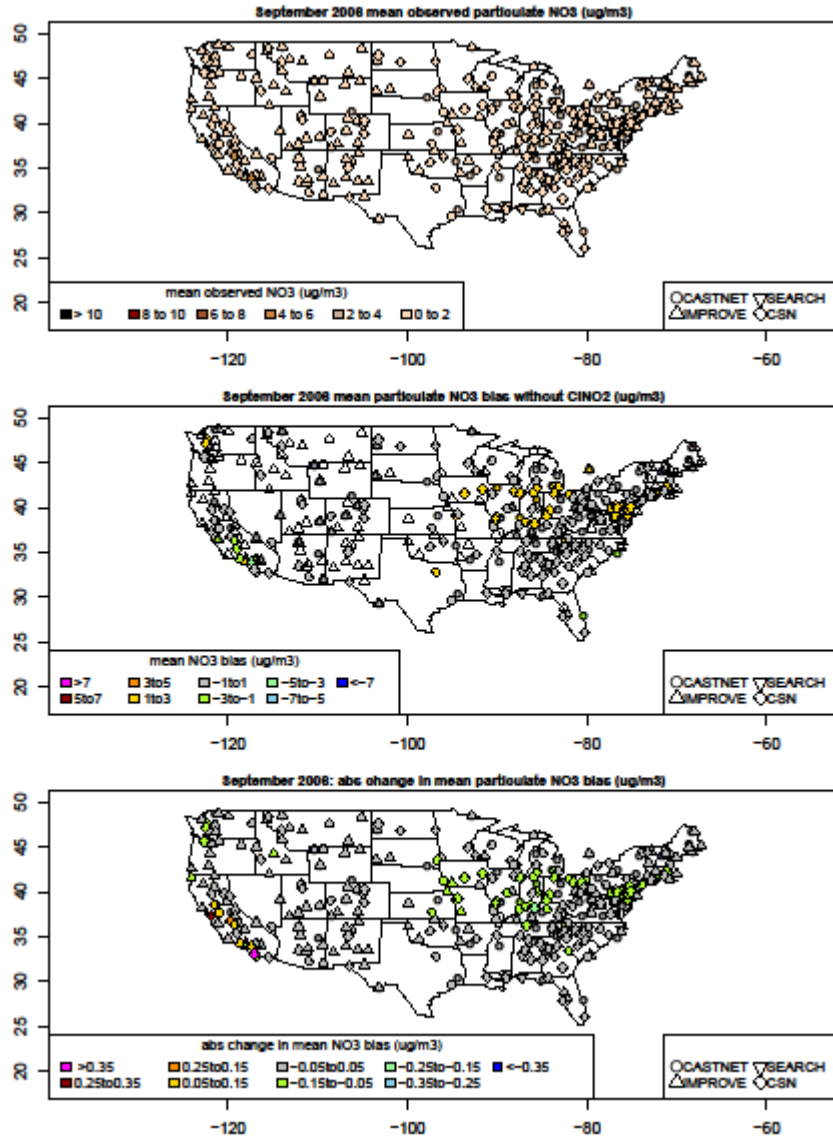 September 2006 mean observed particulate NO3 (ug/m3)
50
45
40
35
30
25
20
mean observed NO3 (ug/m3)
> 10 8 to 10 6 to 8 4 to 6 2 to 4 0 to 2
CASTNET SEARCH
IMPROVE CSN
−120 −100 −80 −60
September 2006 mean particulate NO3 bias without ClNO2 (ug/m3)
50
45
40
35
30
25
20
mean NO3 bias (ug/m3)
>7 3to5 −1to1 −5to−3 <−7
5to7 1to3 −3to−1 −7to−5
CASTNET SEARCH
IMPROVE CSN
−120 −100 −80 −60
September 2006: abs change in mean particulate NO3 bias (ug/m3)
50
45
40
35
30
25
20
abs change in mean NO3 bias (ug/m3)
>0.35 0.25to0.15 −0.05to0.05 −0.25to−0.15 <−0.35
0.25to0.35 0.05to0.15 −0.15to−0.05 −0.35to−0.25
CASTNET SEARCH
IMPROVE CSN
−120 −100 −80 −60